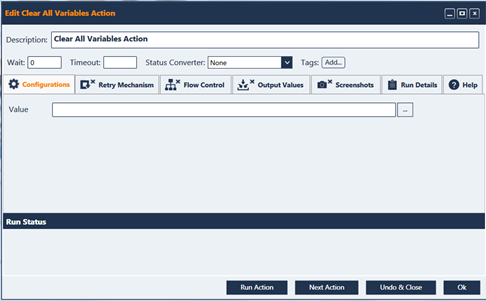 Edit Clear All Variables Action
Description: Clear All Variables Action
Wait: 0 Timeout: Status Converter: None Tags: Add..
Configurations Retry Mechanism Flow Control Output Values Screenshots Run Details Help
Value ...
Run Status
Run Action Next Action Undo & Close Ok